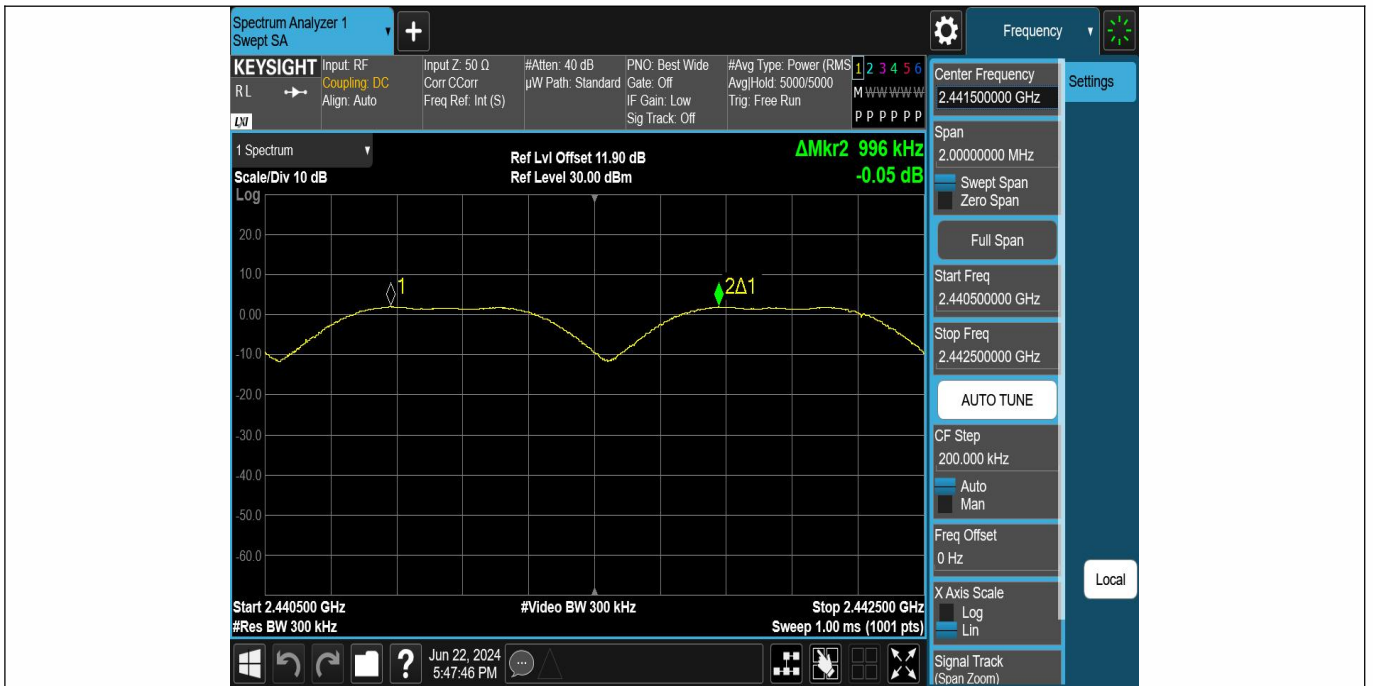 Spectrum Analyzer 1
Swept SA
+
Frequency
KEYSIGHT
RL
LXI
Input: RF
Coupling: DC
Align: Auto
Input Z: 50 Ω
Corr CCorr
Freq Ref: Int (S)
#Atten: 40 dB
µW Path: Standard
PNO: Best Wide
Gate: Off
IF Gain: Low
Sig Track: Off
#Avg Type: Power (RMS
Avg|Hold: 5000/5000
Trig: Free Run
1 2 3 4 5 6
M W W W W W
P P P P P P
1 Spectrum
Scale/Div 10 dB
Log
Ref Lvl Offset 11.90 dB
Ref Level 30.00 dBm
ΔMkr2 996 kHz
-0.05 dB
20.0
10.0
0.00
-10.0
-20.0
-30.0
-40.0
-50.0
-60.0
1
2Δ1
Start 2.440500 GHz
#Res BW 300 kHz
#Video BW 300 kHz
Stop 2.442500 GHz
Sweep 1.00 ms (1001 pts)
?
Jun 22, 2024
5:47:46 PM
Center Frequency
2.441500000 GHz
Span
2.00000000 MHz
Swept Span
Zero Span
Full Span
Start Freq
2.440500000 GHz
Stop Freq
2.442500000 GHz
AUTO TUNE
CF Step
200.000 kHz
Auto
Man
Freq Offset
0 Hz
X Axis Scale
Log
Lin
Signal Track
(Span Zoom)
Settings
Local